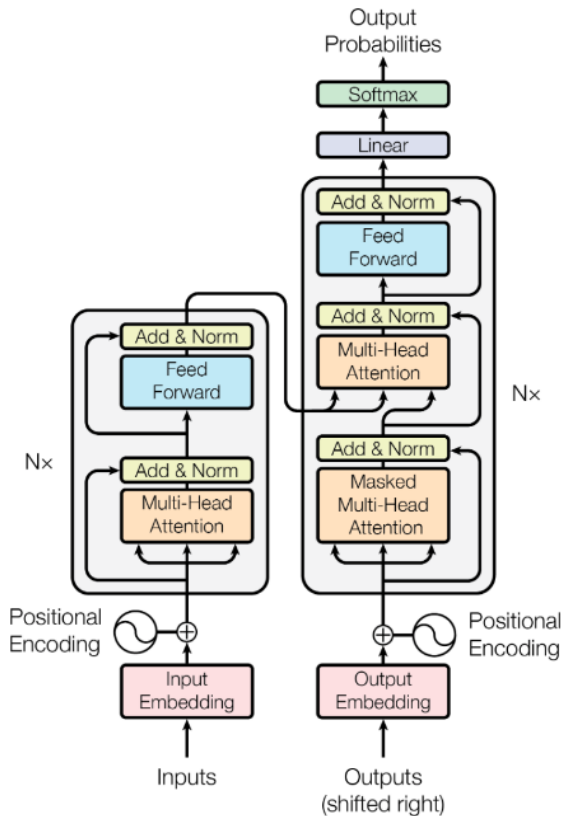 Output
Probabilities
Softmax
Linear
Add & Norm
Feed
Forward
Add & Norm
Multi-Head
Attention
Add & Norm
Masked
Multi-Head
Attention
N×
Add & Norm
Feed
Forward
Add & Norm
Multi-Head
Attention
N×
Positional
Encoding
Positional
Encoding
Input
Embedding
Output
Embedding
Inputs
Outputs
(shifted right)